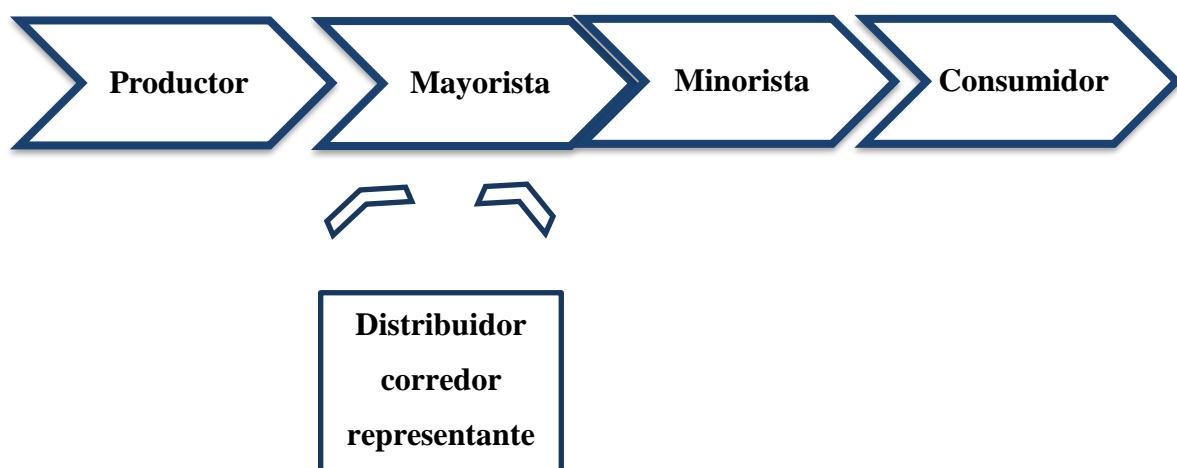 Productor
Mayorista
Minorista
Consumidor
Distribuidor
corredor
representante